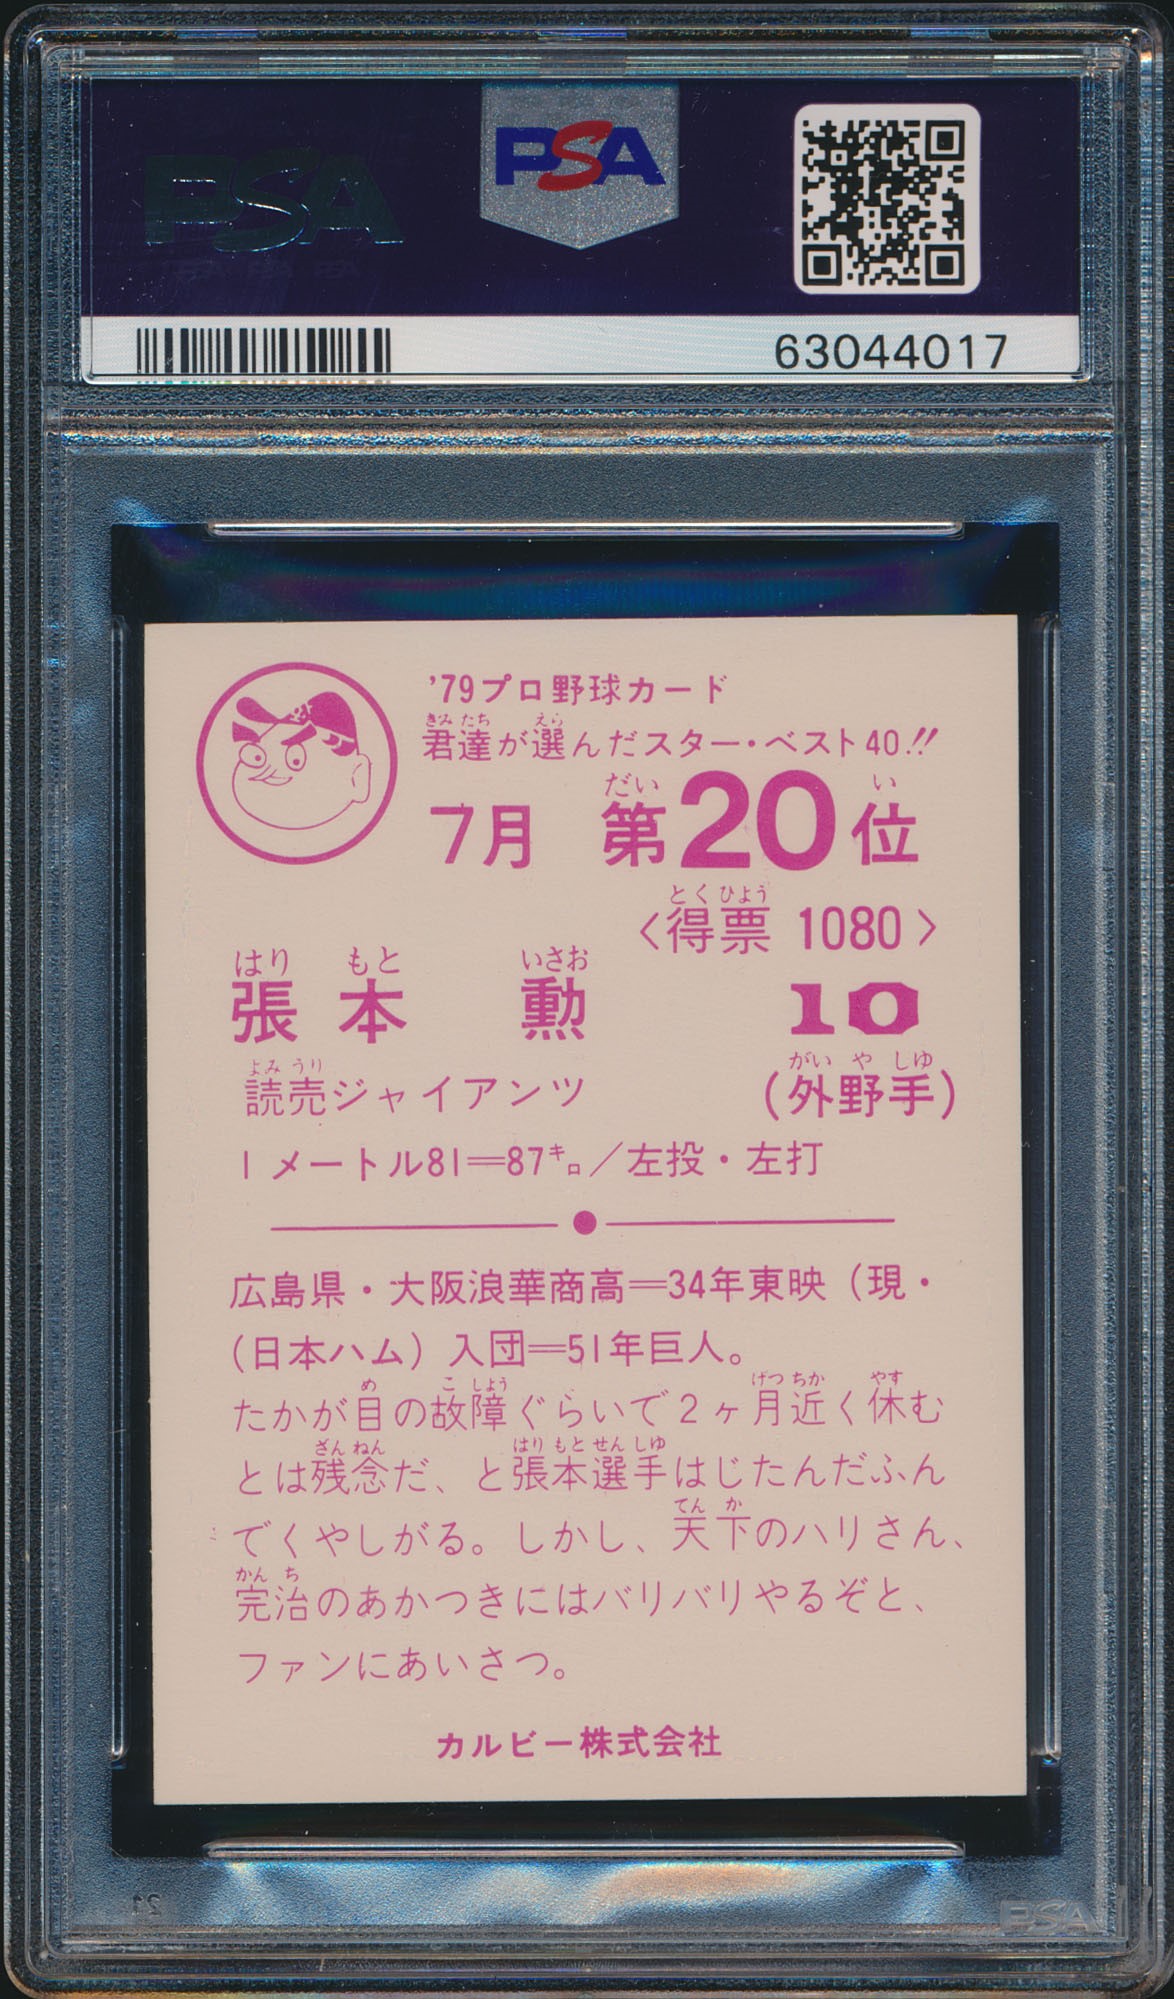 PSA
PSA
63044017
'79プロ野球カード
きみ たち えら
君達が選んだスター・ベスト40!!
だい い
7月 第20位
とく ひょう
〈得票 1080〉
はり もと いさお
張本 勲 10
よみ うり がい や しゅ
読売ジャイアンツ (外野手)
1メートル81=87キロ/左投・左打
広島県・大阪浪華商高=34年東映(現・
(日本ハム)入団=51年巨人。
め こ しょう げつ ちか やす
たかが目の故障ぐらいで2ヶ月近く休む
ざん ねん はり もと せん しゅ
とは残念だ、と張本選手はじたんだふん
てん か
でくやしがる。しかし、天下のハリさん、
かん ち
完治のあかつきにはバリバリやるぞと、
ファンにあいさつ。
カルビー株式会社
PSA